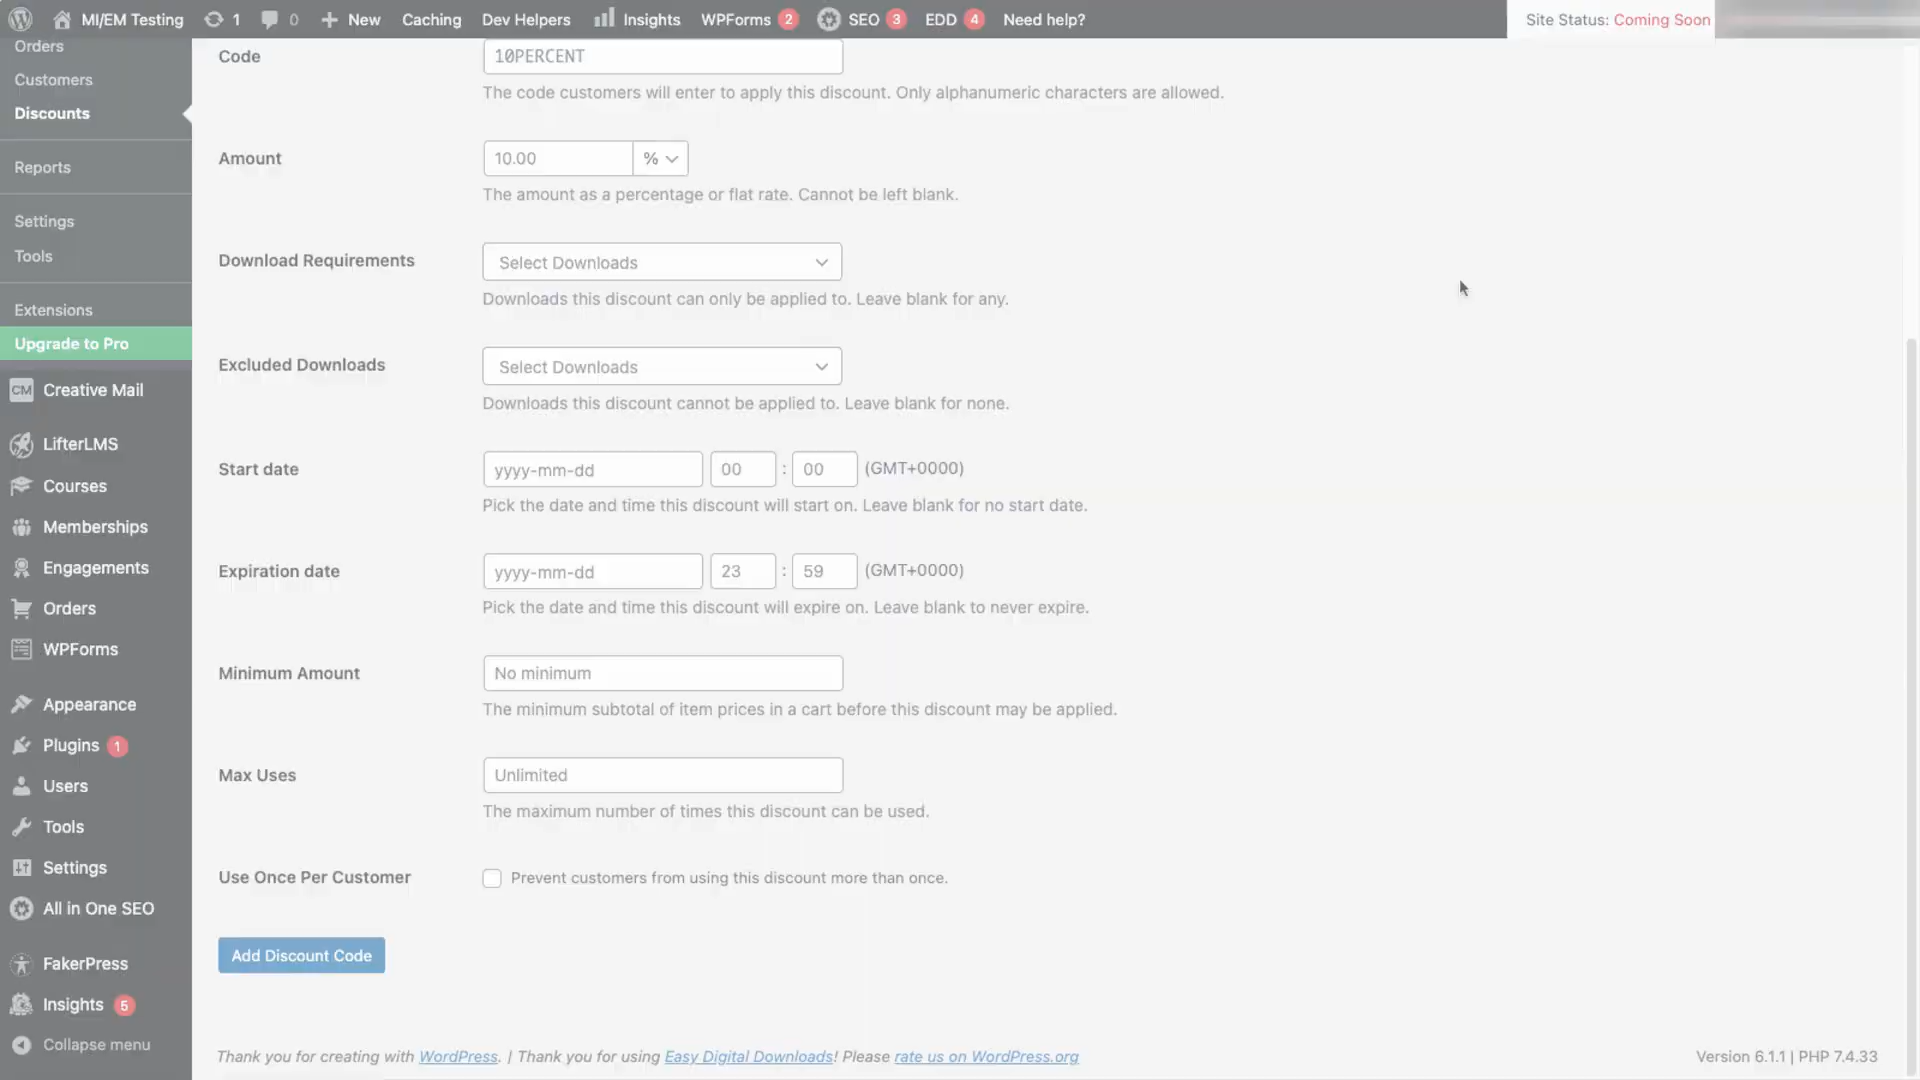 MI/EM Testing 1 0 New Caching Dev Helpers Insights WPForms 2 SEO 3 EDD 4 Need help? Site Status: Coming Soon
Orders
Customers
Discounts
Reports
Settings
Tools
Extensions
Upgrade to Pro
CM Creative Mail
LifterLMS
Courses
Memberships
Engagements
Orders
WPForms
Appearance
Plugins 1
Users
Tools
Settings
All in One SEO
FakerPress
Insights 5
Collapse menu
Code 10PERCENT
The code customers will enter to apply this discount. Only alphanumeric characters are allowed.
Amount 10.00 %
The amount as a percentage or flat rate. Cannot be left blank.
Download Requirements Select Downloads
Downloads this discount can only be applied to. Leave blank for any.
Excluded Downloads Select Downloads
Downloads this discount cannot be applied to. Leave blank for none.
Start date yyyy-mm-dd 00 : 00 (GMT+0000)
Pick the date and time this discount will start on. Leave blank for no start date.
Expiration date yyyy-mm-dd 23 : 59 (GMT+0000)
Pick the date and time this discount will expire on. Leave blank to never expire.
Minimum Amount No minimum
The minimum subtotal of item prices in a cart before this discount may be applied.
Max Uses Unlimited
The maximum number of times this discount can be used.
Use Once Per Customer Prevent customers from using this discount more than once.
Add Discount Code
Thank you for creating with WordPress. | Thank you for using Easy Digital Downloads! Please rate us on WordPress.org
Version 6.1.1 | PHP 7.4.33